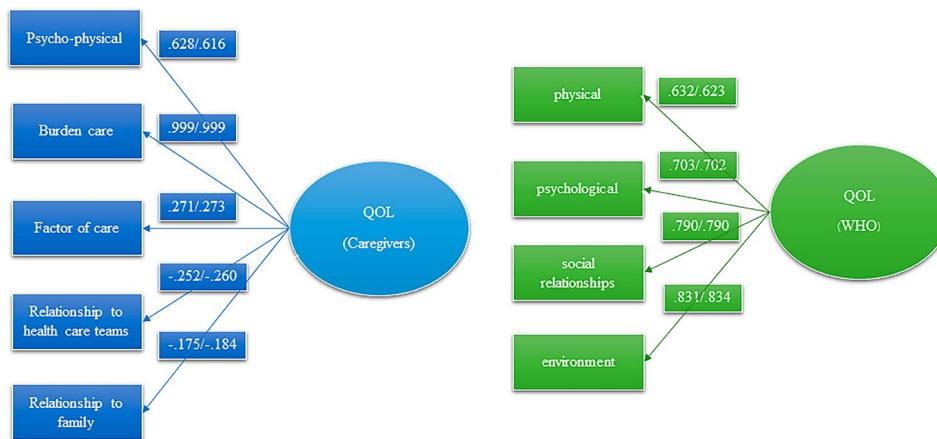 Psycho-physical
.628/.616
Burden care
.999/.999
Factor of care
.271/.273
Relationship to
health care teams
-.252/-.260
Relationship to
family
-.175/-.184
QOL
(Caregivers)
physical
.632/.623
psychological
.703/.702
social
relationships
.790/.790
environment
.831/.834
QOL
(WHO)